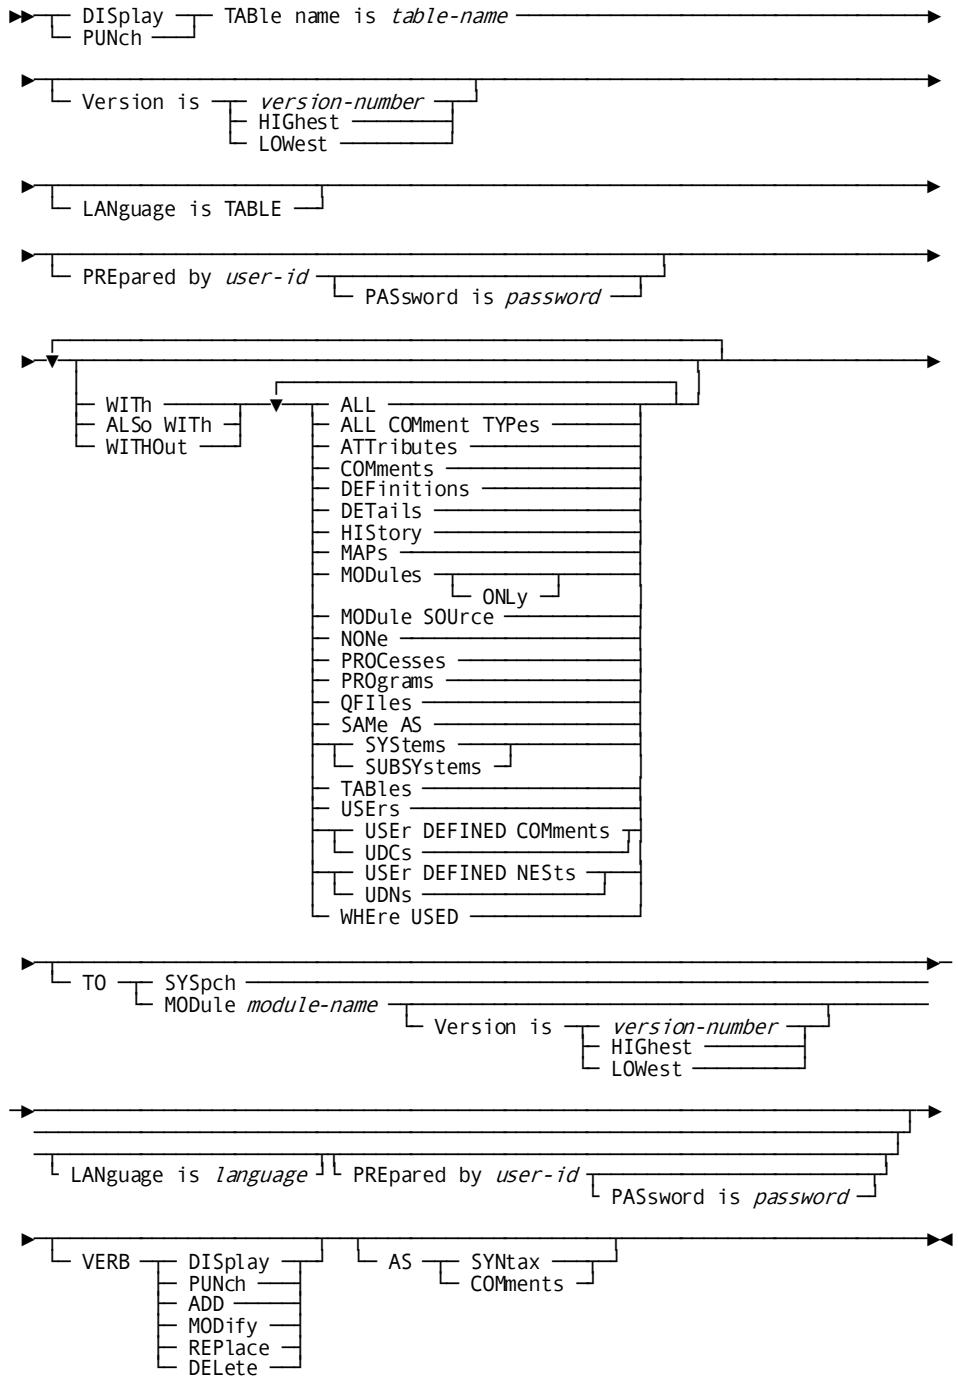 DISplay TABle name is table-name
PUNch
Version is version-number
HIGhest
LOWest
LANguage is TABLE
PREpared by user-id
PASsword is password
WITh ALL
ALSo WITh ALL COMment TYPes
WITHOut ATTributes
COMments
DEFinitions
DETails
HIStory
MAPs
MODules
ONLy
MODule SOUrce
NONe
PROCesses
PROgrams
QFIles
SAMe AS
SYStems
SUBSYstems
TABles
USErs
USEr DEFINED COMments
UDCs
USEr DEFINED NESts
UDNs
WHEre USED
TO SYSpch
MODule module-name
Version is version-number
HIGhest
LOWest
LANguage is language PREpared by user-id
PASsword is password
VERB DISplay AS SYNtax
PUNch COMments
ADD
MODify
REPlace
DELete